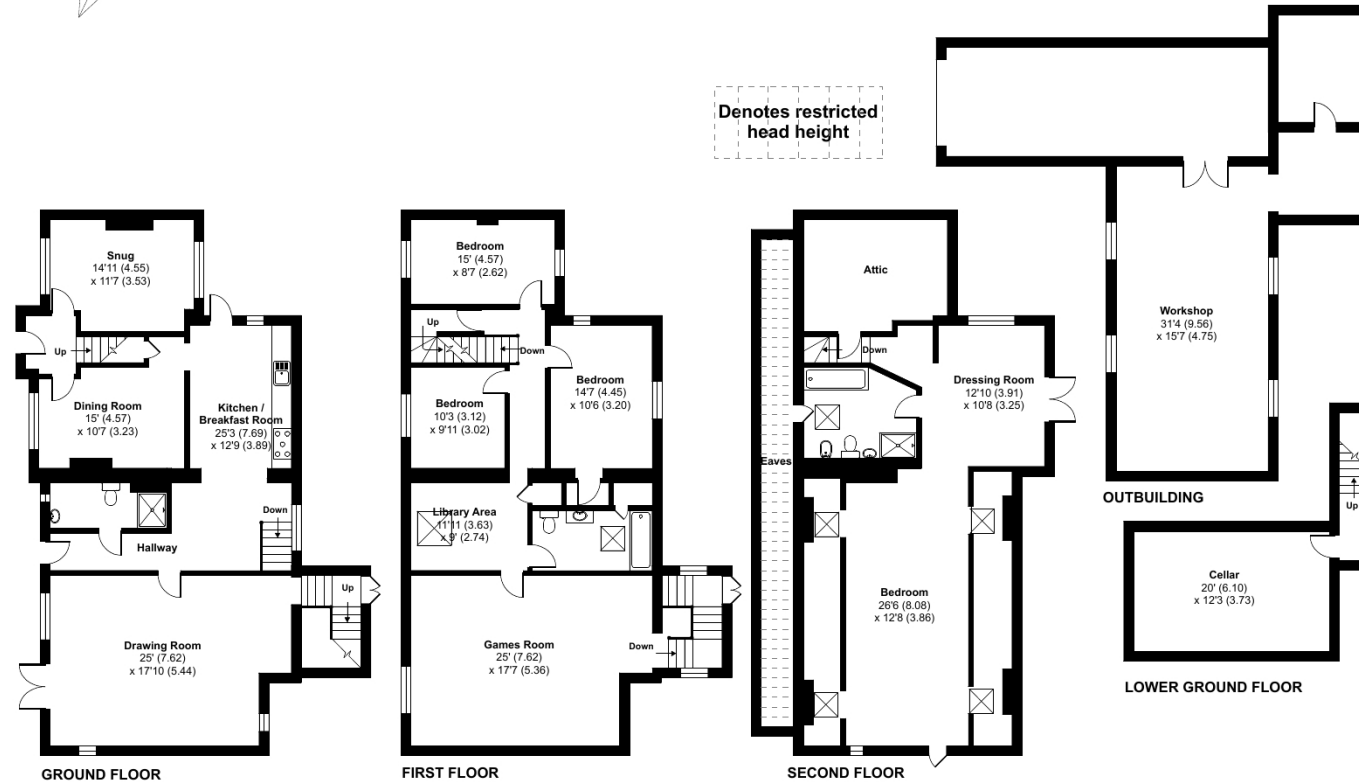 Denotes restricted
head height
Snug
14'11 (4.55)
x 11'7 (3.53)
Up
Dining Room
15' (4.57)
x 10'7 (3.23)
Kitchen /
Breakfast Room
25'3 (7.69)
x 12'9 (3.89)
Down
Hallway
Up
Drawing Room
25' (7.62)
x 17'10 (5.44)
GROUND FLOOR
Bedroom
15' (4.57)
x 8'7 (2.62)
Up
Down
Bedroom
10'3 (3.12)
x 9'11 (3.02)
Bedroom
14'7 (4.45)
x 10'6 (3.20)
Library Area
11'11 (3.63)
x 9' (2.74)
Games Room
25' (7.62)
x 17'7 (5.36)
Down
FIRST FLOOR
Attic
Down
Dressing Room
12'10 (3.91)
x 10'8 (3.25)
Eaves
Bedroom
26'6 (8.08)
x 12'8 (3.86)
SECOND FLOOR
Workshop
31'4 (9.56)
x 15'7 (4.75)
OUTBUILDING
Up
Cellar
20' (6.10)
x 12'3 (3.73)
LOWER GROUND FLOOR